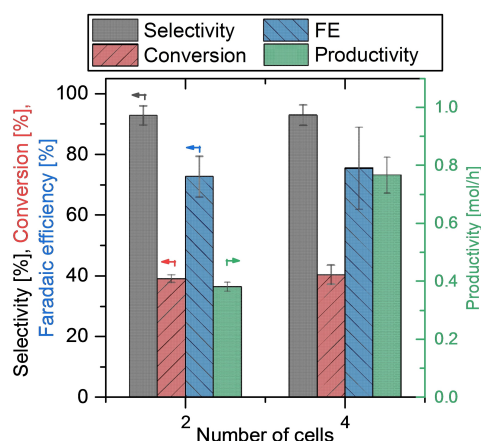 Selectivity FE
Conversion Productivity
Selectivity [%], Conversion [%],
Faradaic efficiency [%]
100
80
60
40
20
0
1.0
0.8
0.6
0.4
0.2
0.0
Productivity [mol/h]
2 4
Number of cells